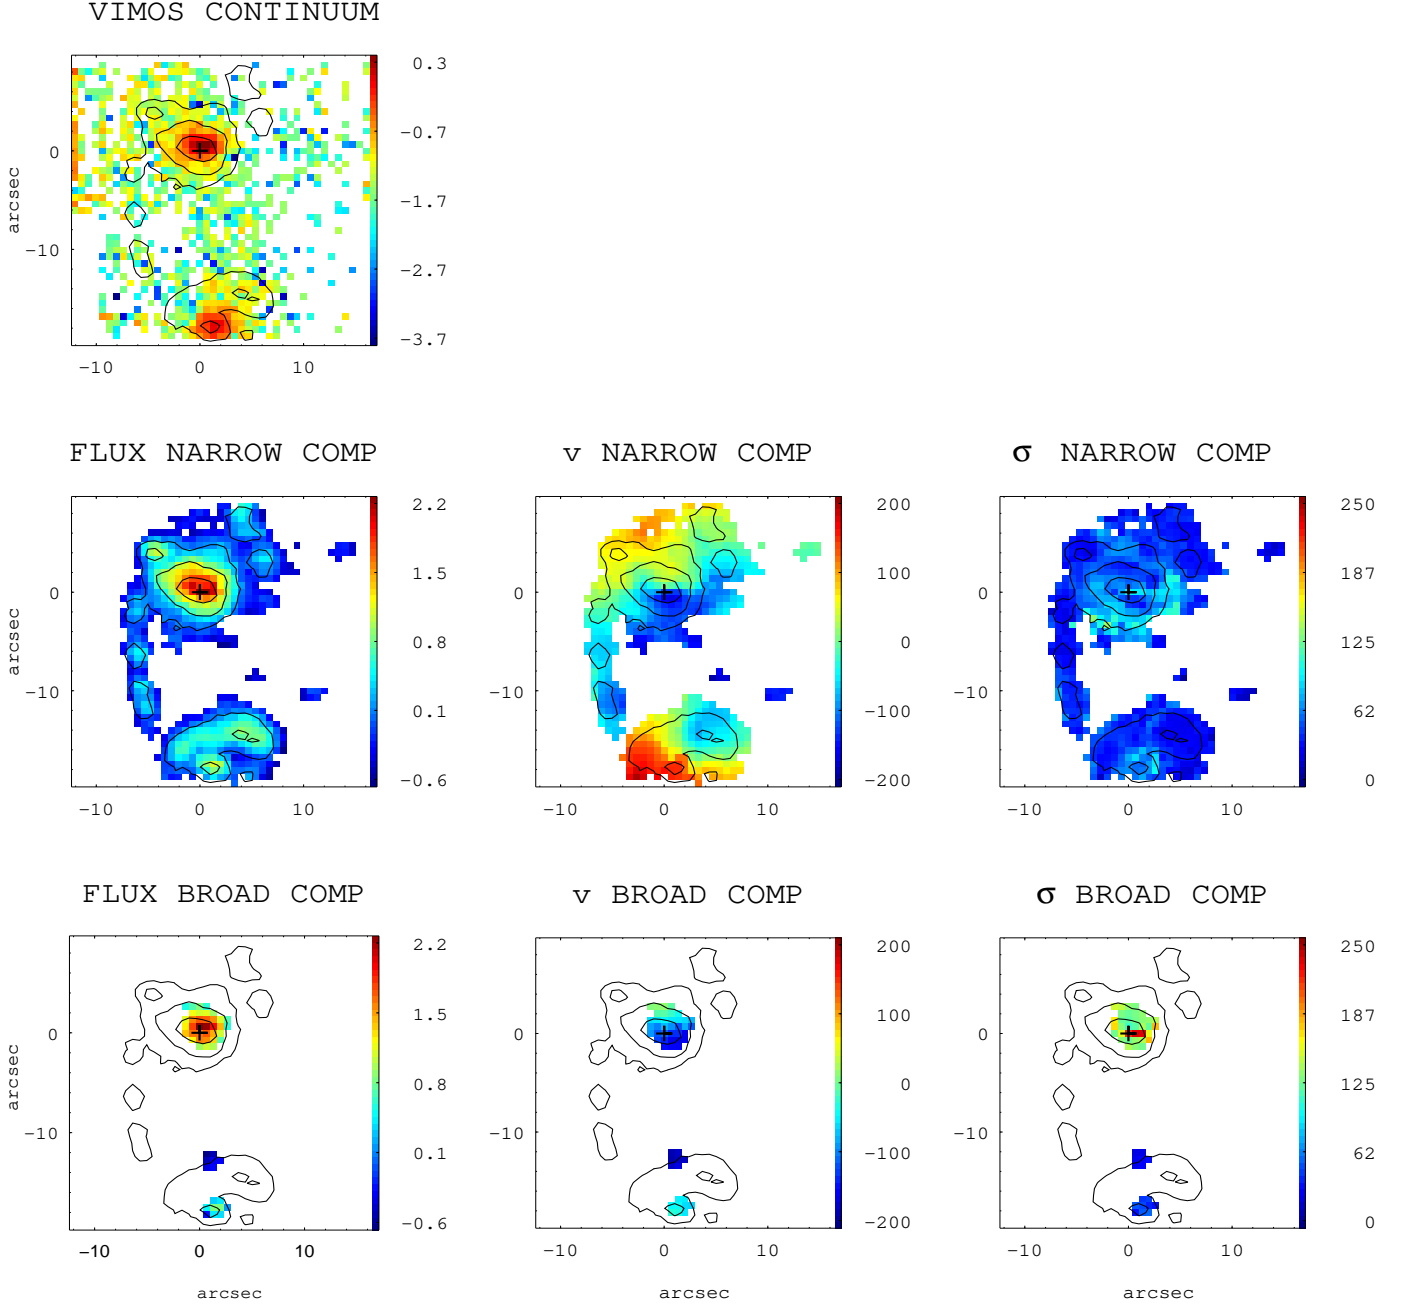 VIMOS CONTINUUM
0.3
-0.7
-1.7
-2.7
-3.7
0
-10
arcsec
-10 0 10
FLUX NARROW COMP
2.2
1.5
0.8
0.1
-0.6
0
-10
arcsec
-10 0 10
v NARROW COMP
200
100
0
-100
-200
0
-10
-10 0 10
σ NARROW COMP
250
187
125
62
0
0
-10
-10 0 10
FLUX BROAD COMP
2.2
1.5
0.8
0.1
-0.6
0
-10
arcsec
-10 0 10
arcsec
v BROAD COMP
200
100
0
-100
-200
0
-10
-10 0 10
arcsec
σ BROAD COMP
250
187
125
62
0
0
-10
-10 0 10
arcsec